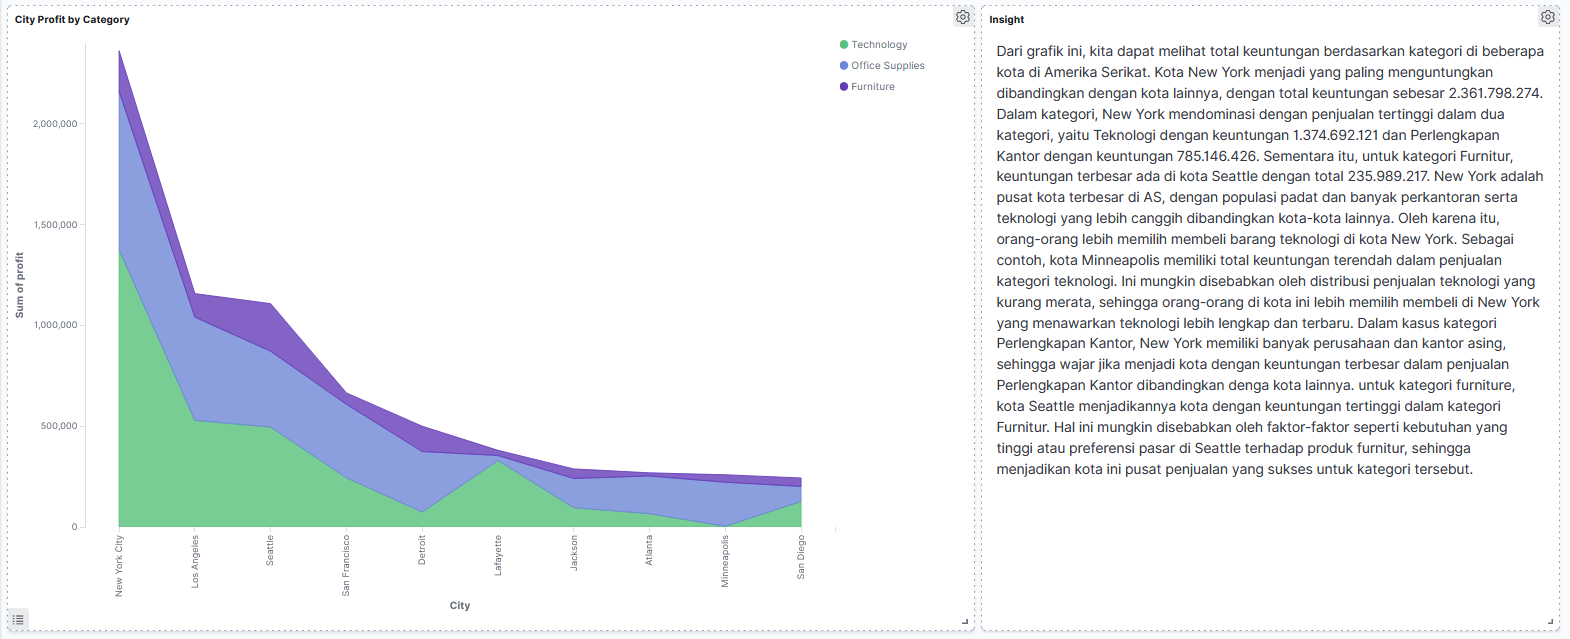 City Profit by Category
Technology
Office Supplies
Furniture
2,000,000
1,500,000
1,000,000
500,000
0
Sum of profit
New York City
Los Angeles
Seattle
San Francisco
Detroit
Lafayette
Jackson
Atlanta
Minneapolis
San Diego
City
Insight
Dari grafik ini, kita dapat melihat total keuntungan berdasarkan kategori di beberapa
kota di Amerika Serikat. Kota New York menjadi yang paling menguntungkan
dibandingkan dengan kota lainnya, dengan total keuntungan sebesar 2.361.798.274.
Dalam kategori, New York mendominasi dengan penjualan tertinggi dalam dua
kategori, yaitu Teknologi dengan keuntungan 1.374.692.121 dan Perlengkapan
Kantor dengan keuntungan 785.146.426. Sementara itu, untuk kategori Furnitur,
keuntungan terbesar ada di kota Seattle dengan total 235.989.217. New York adalah
pusat kota terbesar di AS, dengan populasi padat dan banyak perkantoran serta
teknologi yang lebih canggih dibandingkan kota-kota lainnya. Oleh karena itu,
orang-orang lebih memilih membeli barang teknologi di kota New York. Sebagai
contoh, kota Minneapolis memiliki total keuntungan terendah dalam penjualan
kategori teknologi. Ini mungkin disebabkan oleh distribusi penjualan teknologi yang
kurang merata, sehingga orang-orang di kota ini lebih memilih membeli di New York
yang menawarkan teknologi lebih lengkap dan terbaru. Dalam kasus kategori
Perlengkapan Kantor, New York memiliki banyak perusahaan dan kantor asing,
sehingga wajar jika menjadi kota dengan keuntungan terbesar dalam penjualan
Perlengkapan Kantor dibandingkan denga kota lainnya. untuk kategori furniture,
kota Seattle menjadikannya kota dengan keuntungan tertinggi dalam kategori
Furnitur. Hal ini mungkin disebabkan oleh faktor-faktor seperti kebutuhan yang
tinggi atau preferensi pasar di Seattle terhadap produk furnitur, sehingga
menjadikan kota ini pusat penjualan yang sukses untuk kategori tersebut.